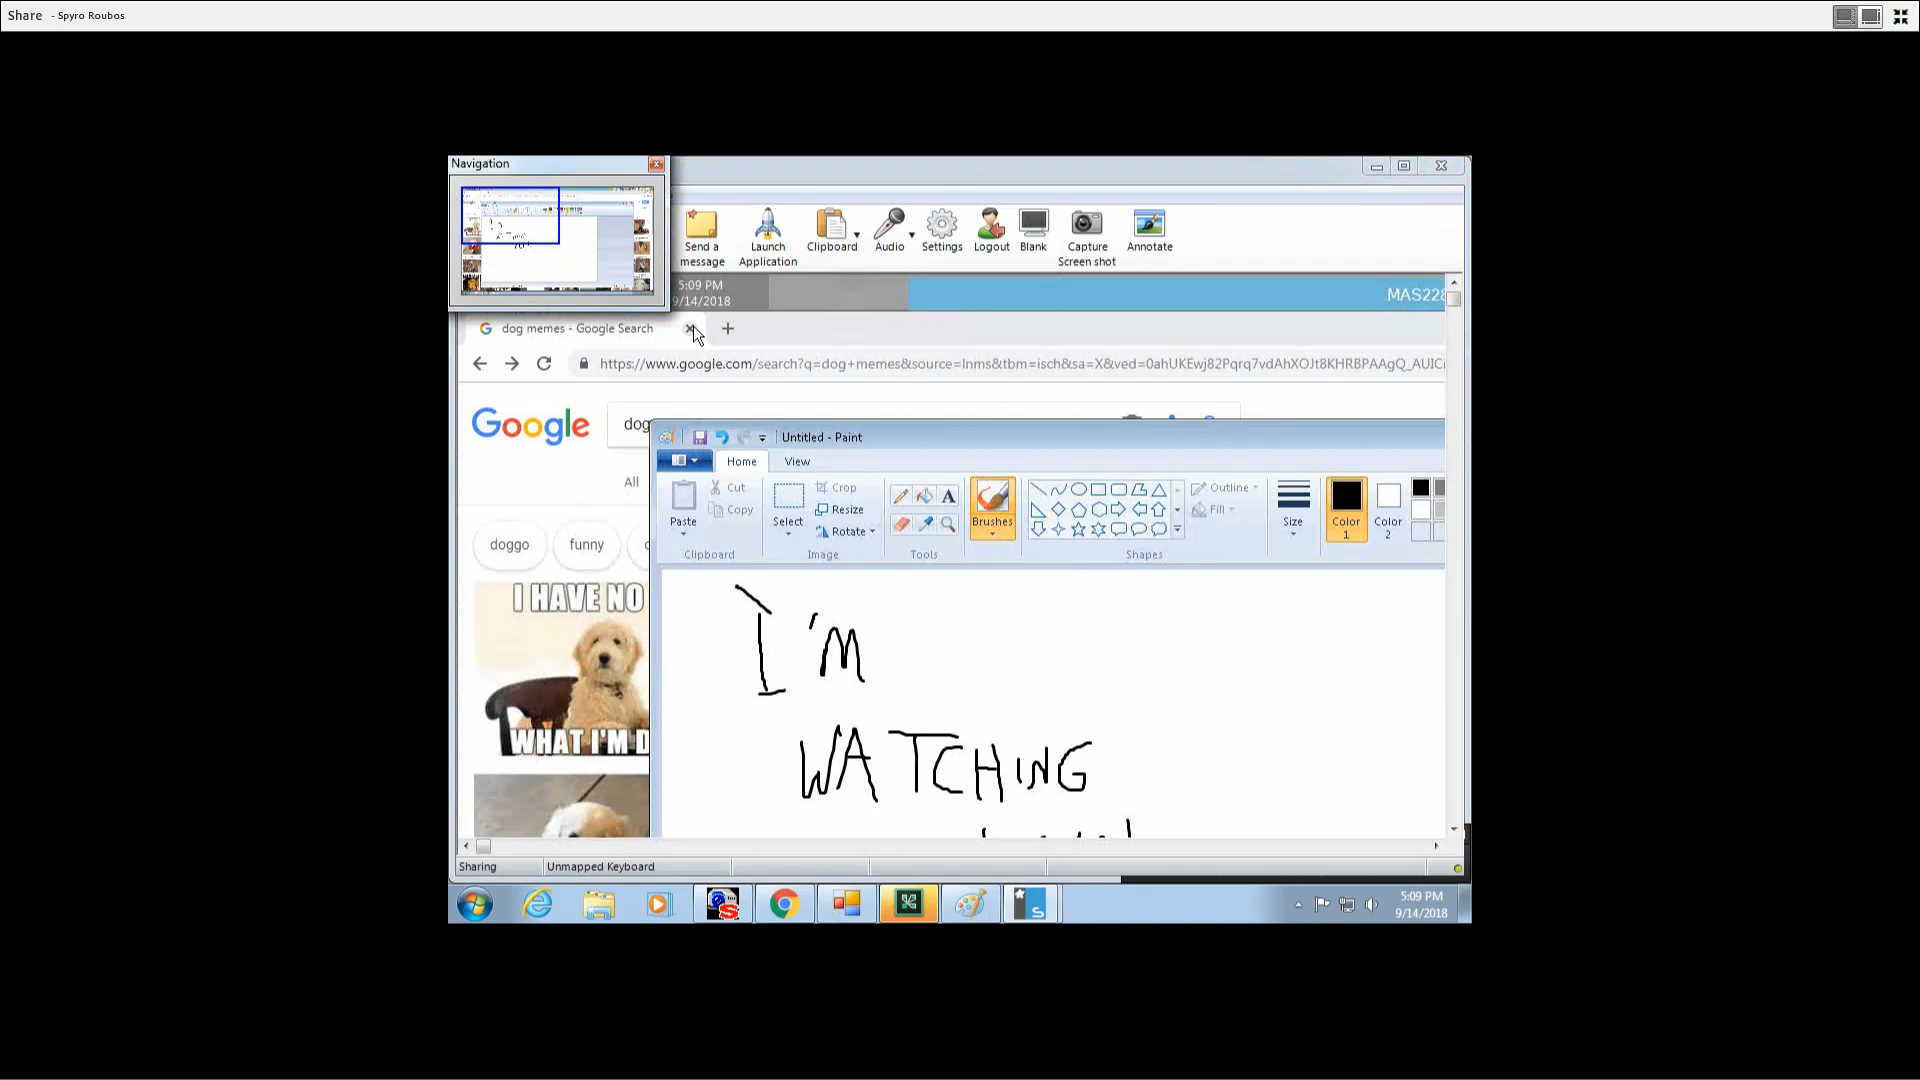 Share - Spyro Roubos
Navigation
Send a message
Launch Application
Clipboard
Audio
Settings
Logout
Blank
Capture Screen shot
Annotate
5:09 PM
9/14/2018
MAS228
dog memes - Google Search
https://www.google.com/search?q=dog+memes&source=lnms&tbm=isch&sa=X&ved=0ahUKEwj82Pqrq7vdAhXOJt8KHRBPAAgQ_AUICi
Google
dog
All
doggo
funny
Untitled - Paint
Home
View
Paste
Cut
Copy
Clipboard
Select
Crop
Resize
Rotate
Image
Tools
Brushes
Shapes
Outline
Fill
Size
Color 1
Color 2
I HAVE NO
WHAT I'M D
I'M
WATCHING
Sharing
Unmapped Keyboard
5:09 PM
9/14/2018